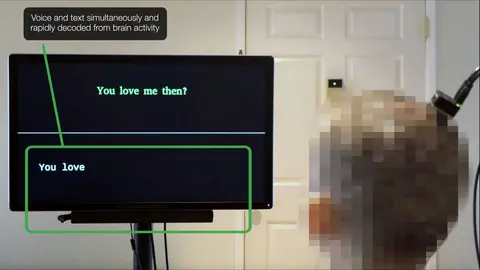 Voice and text simultaneously and
rapidly decoded from brain activity
You love me then?
You love